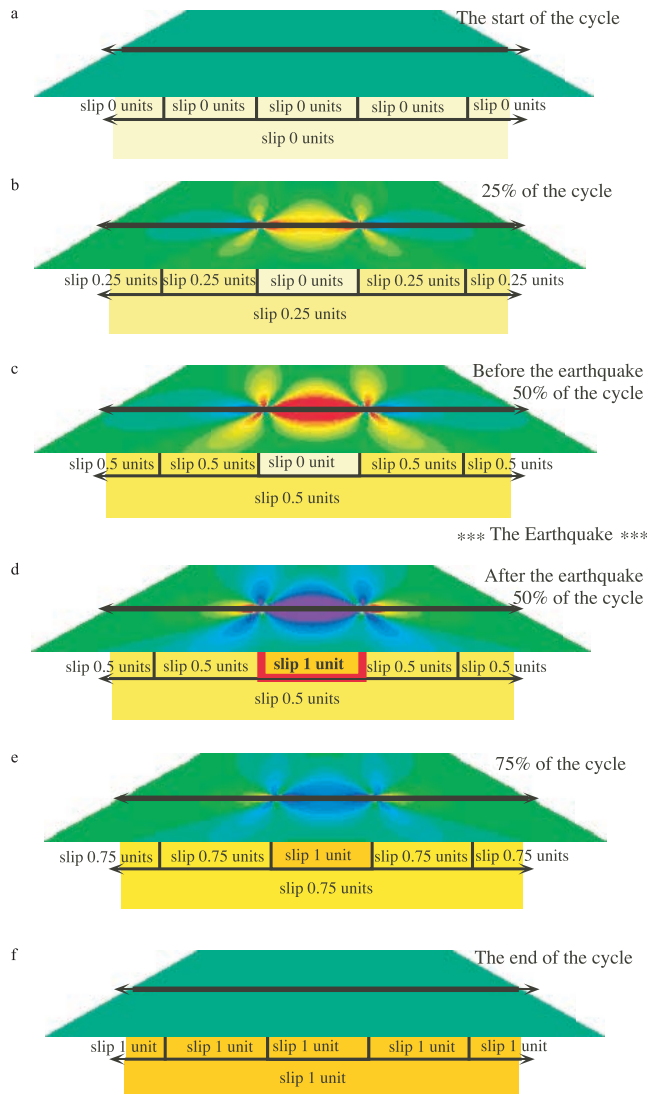 a
The start of the cycle
slip 0 units slip 0 units slip 0 units slip 0 units slip 0 units
slip 0 units
b
25% of the cycle
slip 0.25 units slip 0.25 units slip 0 units slip 0.25 units slip 0.25 units
slip 0.25 units
c
Before the earthquake
50% of the cycle
slip 0.5 units slip 0.5 units slip 0 unit slip 0.5 units slip 0.5 units
slip 0.5 units
*** The Earthquake ***
d
After the earthquake
50% of the cycle
slip 0.5 units slip 0.5 units slip 1 unit slip 0.5 units slip 0.5 units
slip 0.5 units
e
75% of the cycle
slip 0.75 units slip 0.75 units slip 1 unit slip 0.75 units slip 0.75 units
slip 0.75 units
f
The end of the cycle
slip 1 unit slip 1 unit slip 1 unit slip 1 unit slip 1 unit
slip 1 unit